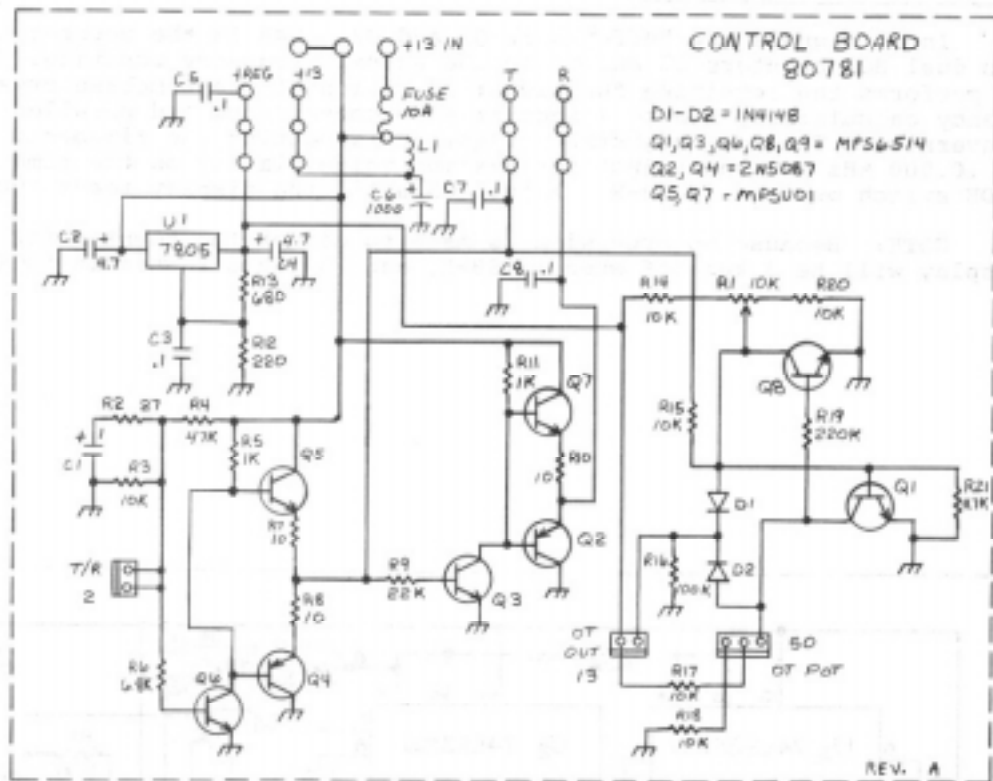 CONTROL BOARD
80781
D1-D2 = 1N4148
Q1,Q3,Q6,Q8,Q9 = MPS6514
Q2, Q4 = 2N5087
Q5, Q7 - MPSU01
+13 IN
C5
.1
+REG
+13
FUSE
10A
T
R
L1
C6
1000
+
C7
.1
U1
7805
C2
+
4.7
+
4.7
C4
R13
680
C8
.1
C3
.1
R12
220
R14
10K
R1 10K
R20
10K
R11
1K
Q7
Q8
R2
27
R4
47K
R5
1K
Q5
R15
10K
R19
220K
+
.1
C1
R3
10K
R10
10
R7
10
D1
Q1
R21
Q2
T/R
2
R9
22K
Q3
R16
100K
D2
R8
10
OT
OUT
13
50
OT POT
R6
6.8K
Q6
Q4
R17
10K
R18
10K
REV. A